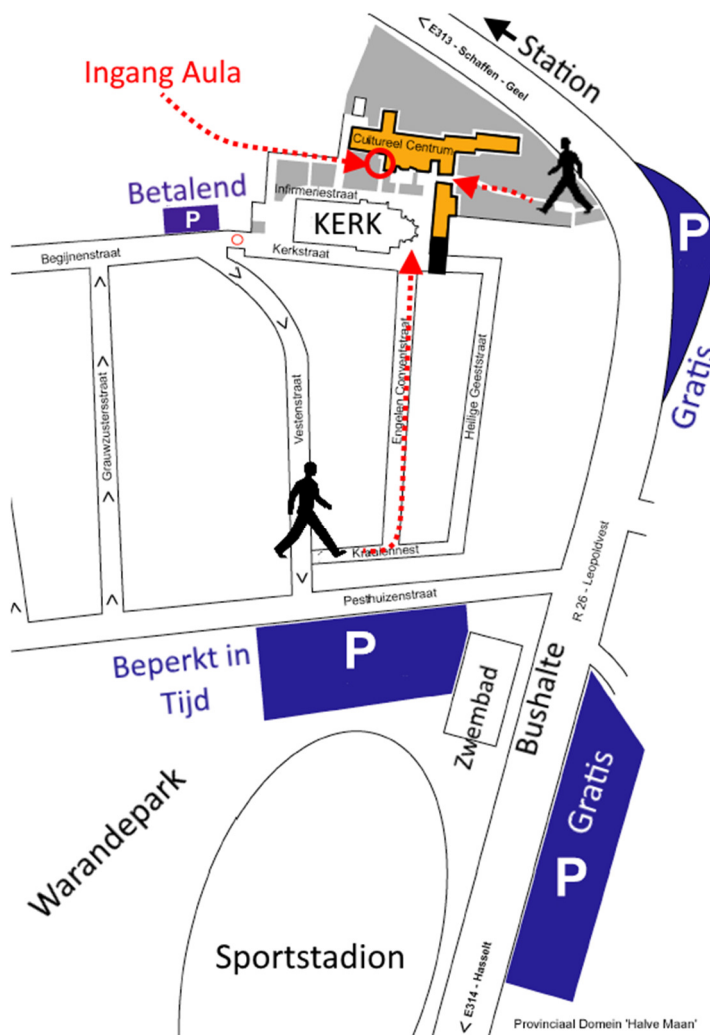 E313 - Schaffen - Geel
Station
Ingang Aula
Cultureel Centrum
Betalend
P
Infirmeriestraat
KERK
P
Begijnenstraat
Kerkstraat
Gratis
Grauwzustersstraat
Vestenstraat
Engelen Conventstraat
Heilige Geeststraat
Kraaiennest
R 26 - Leopoldvest
Pesthuizenstraat
P
Beperkt in
Tijd
Zwembad
Bushalte
Gratis
P
Warandepark
Sportstadion
E314 - Hasselt
Provinciaal Domein 'Halve Maan'